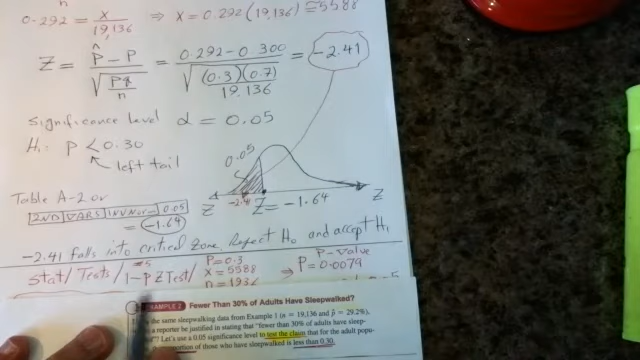 n
0.292 = x / 19,136 ⇒ x = 0.292 (19,136) ≅ 5588
Z = p̂ - P / √(Pq/n) = 0.292 - 0.300 / √((0.3)(0.7)/19,136) = -2.41
significance level α = 0.05
H₁: P < 0.30
left tail
0.05
Table A-2 or
2ND VARS INVNorm 0.05
= -1.64
Z -2.41 Z = -1.64 Z
-2.41 falls into critical zone, Reject H₀ and accept H₁
Stat / Tests / #5 1-P Z Test / P = 0.3 x = 5588 n = 1936 ⇒ P-value P = 0.0079
EXAMPLE 2 Fewer Than 30% of Adults Have Sleepwalked?
the same sleepwalking data from Example 1 (n = 19,136 and p̂ = 29.2%),
a reporter be justified in stating that "fewer than 30% of adults have sleep-
Let's use a 0.05 significance level to test the claim that for the adult popu-
of those who have sleepwalked is less than 0.30.